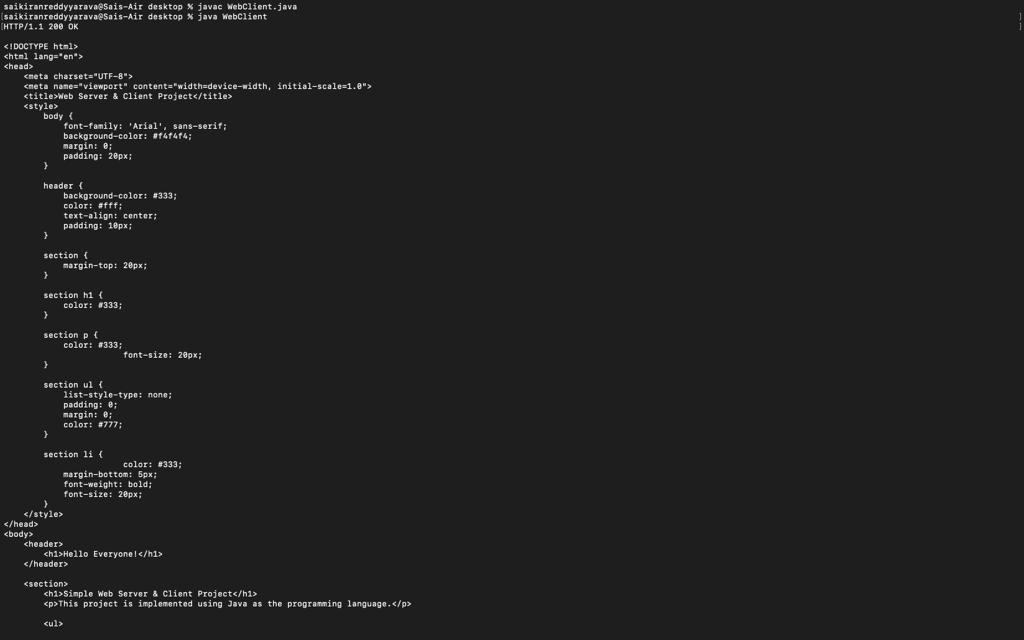 saikiranreddyyarava@Sais-Air desktop % javac WebClient.java
[saikiranreddyyarava@Sais-Air desktop % java WebClient ]
[HTTP/1.1 200 OK ]
<!DOCTYPE html>
<html lang="en">
<head>
    <meta charset="UTF-8">
    <meta name="viewport" content="width=device-width, initial-scale=1.0">
    <title>Web Server & Client Project</title>
    <style>
        body {
            font-family: 'Arial', sans-serif;
            background-color: #f4f4f4;
            margin: 0;
            padding: 20px;
        }
        header {
            background-color: #333;
            color: #fff;
            text-align: center;
            padding: 10px;
        }
        section {
            margin-top: 20px;
        }
        section h1 {
            color: #333;
        }
        section p {
            color: #333;
                        font-size: 20px;
        }
        section ul {
            list-style-type: none;
            padding: 0;
            margin: 0;
            color: #777;
        }
        section li {
                        color: #333;
            margin-bottom: 5px;
            font-weight: bold;
            font-size: 20px;
        }
    </style>
</head>
<body>
    <header>
        <h1>Hello Everyone!</h1>
    </header>
    <section>
        <h1>Simple Web Server & Client Project</h1>
        <p>This project is implemented using Java as the programming language.</p>
        <ul>